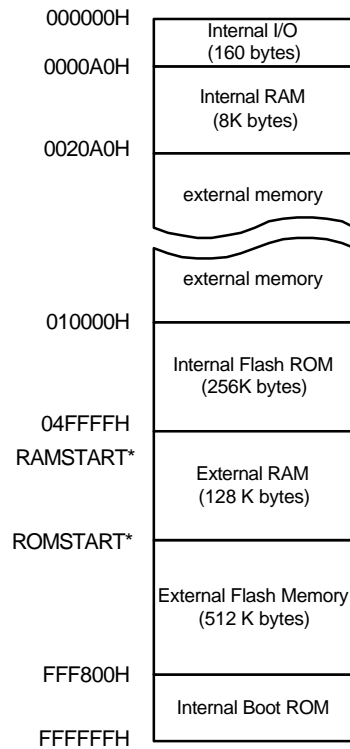 000000H
Internal I/O
(160 bytes)
0000A0H
Internal RAM
(8K bytes)
0020A0H
external memory
external memory
010000H
Internal Flash ROM
(256K bytes)
04FFFFH
RAMSTART*
External RAM
(128 K bytes)
ROMSTART*
External Flash Memory
(512 K bytes)
FFF800H
Internal Boot ROM
FFFFFFH